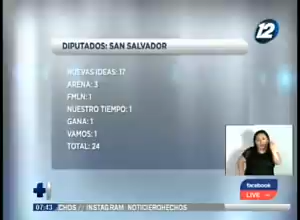 12
DIPUTADOS: SAN SALVADOR
NUEVAS IDEAS: 17
ARENA: 3
FMLN: 1
NUESTRO TIEMPO: 1
GANA: 1
VAMOS: 1
TOTAL: 24
facebook
LIVE
07:43 CHOS // INSTAGRAM: NOTICIEROHECHOS